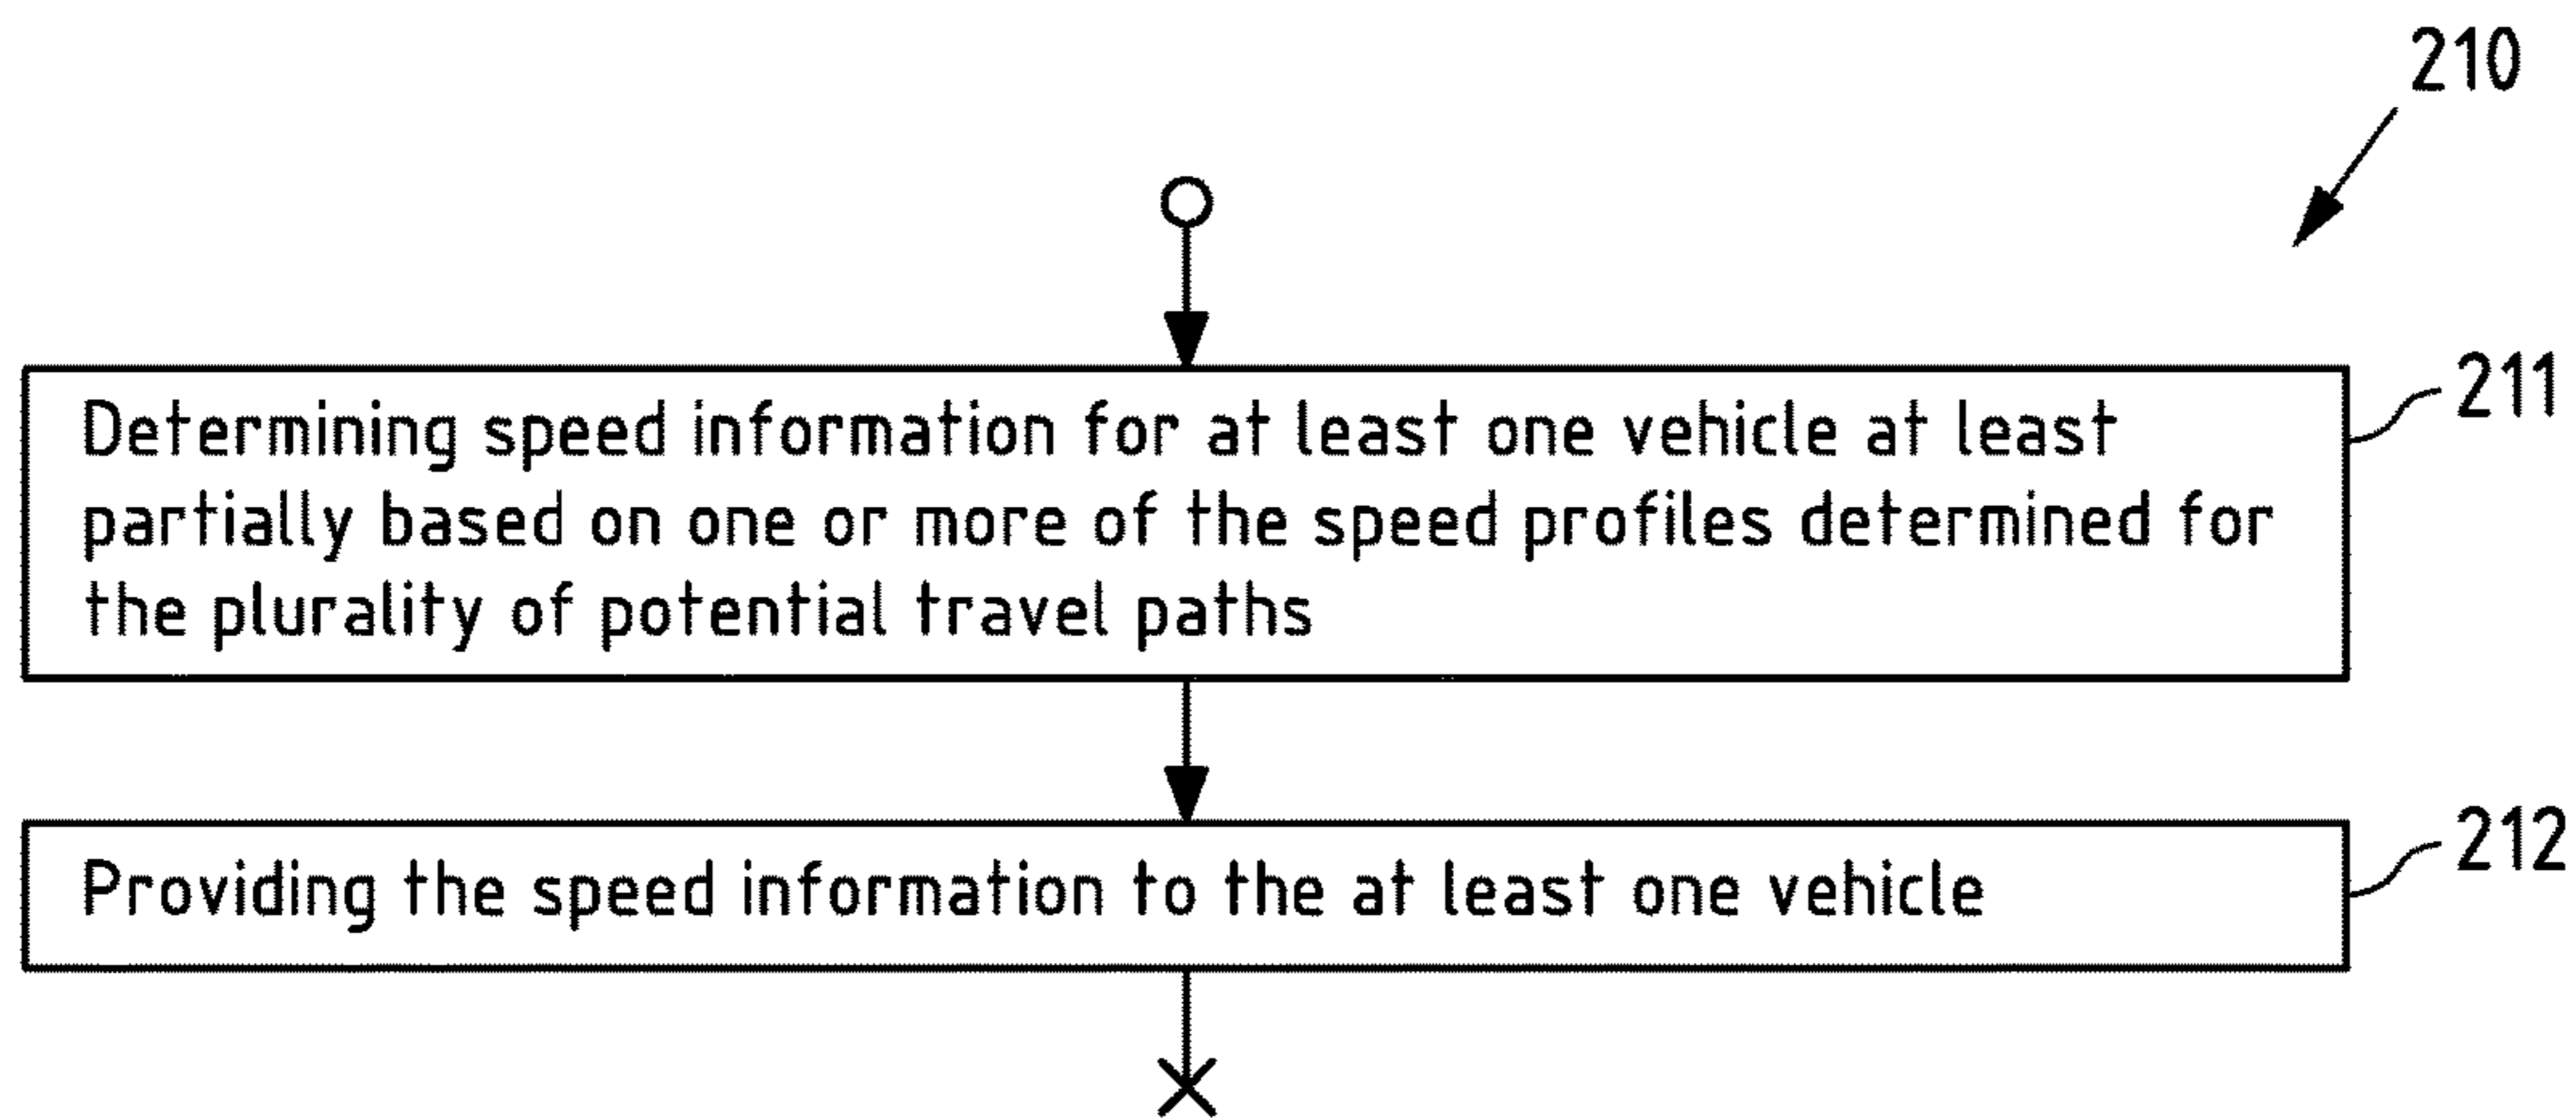 210
211
Determining speed information for at least one vehicle at least
partially based on one or more of the speed profiles determined for
the plurality of potential travel paths
212
Providing the speed information to the at least one vehicle